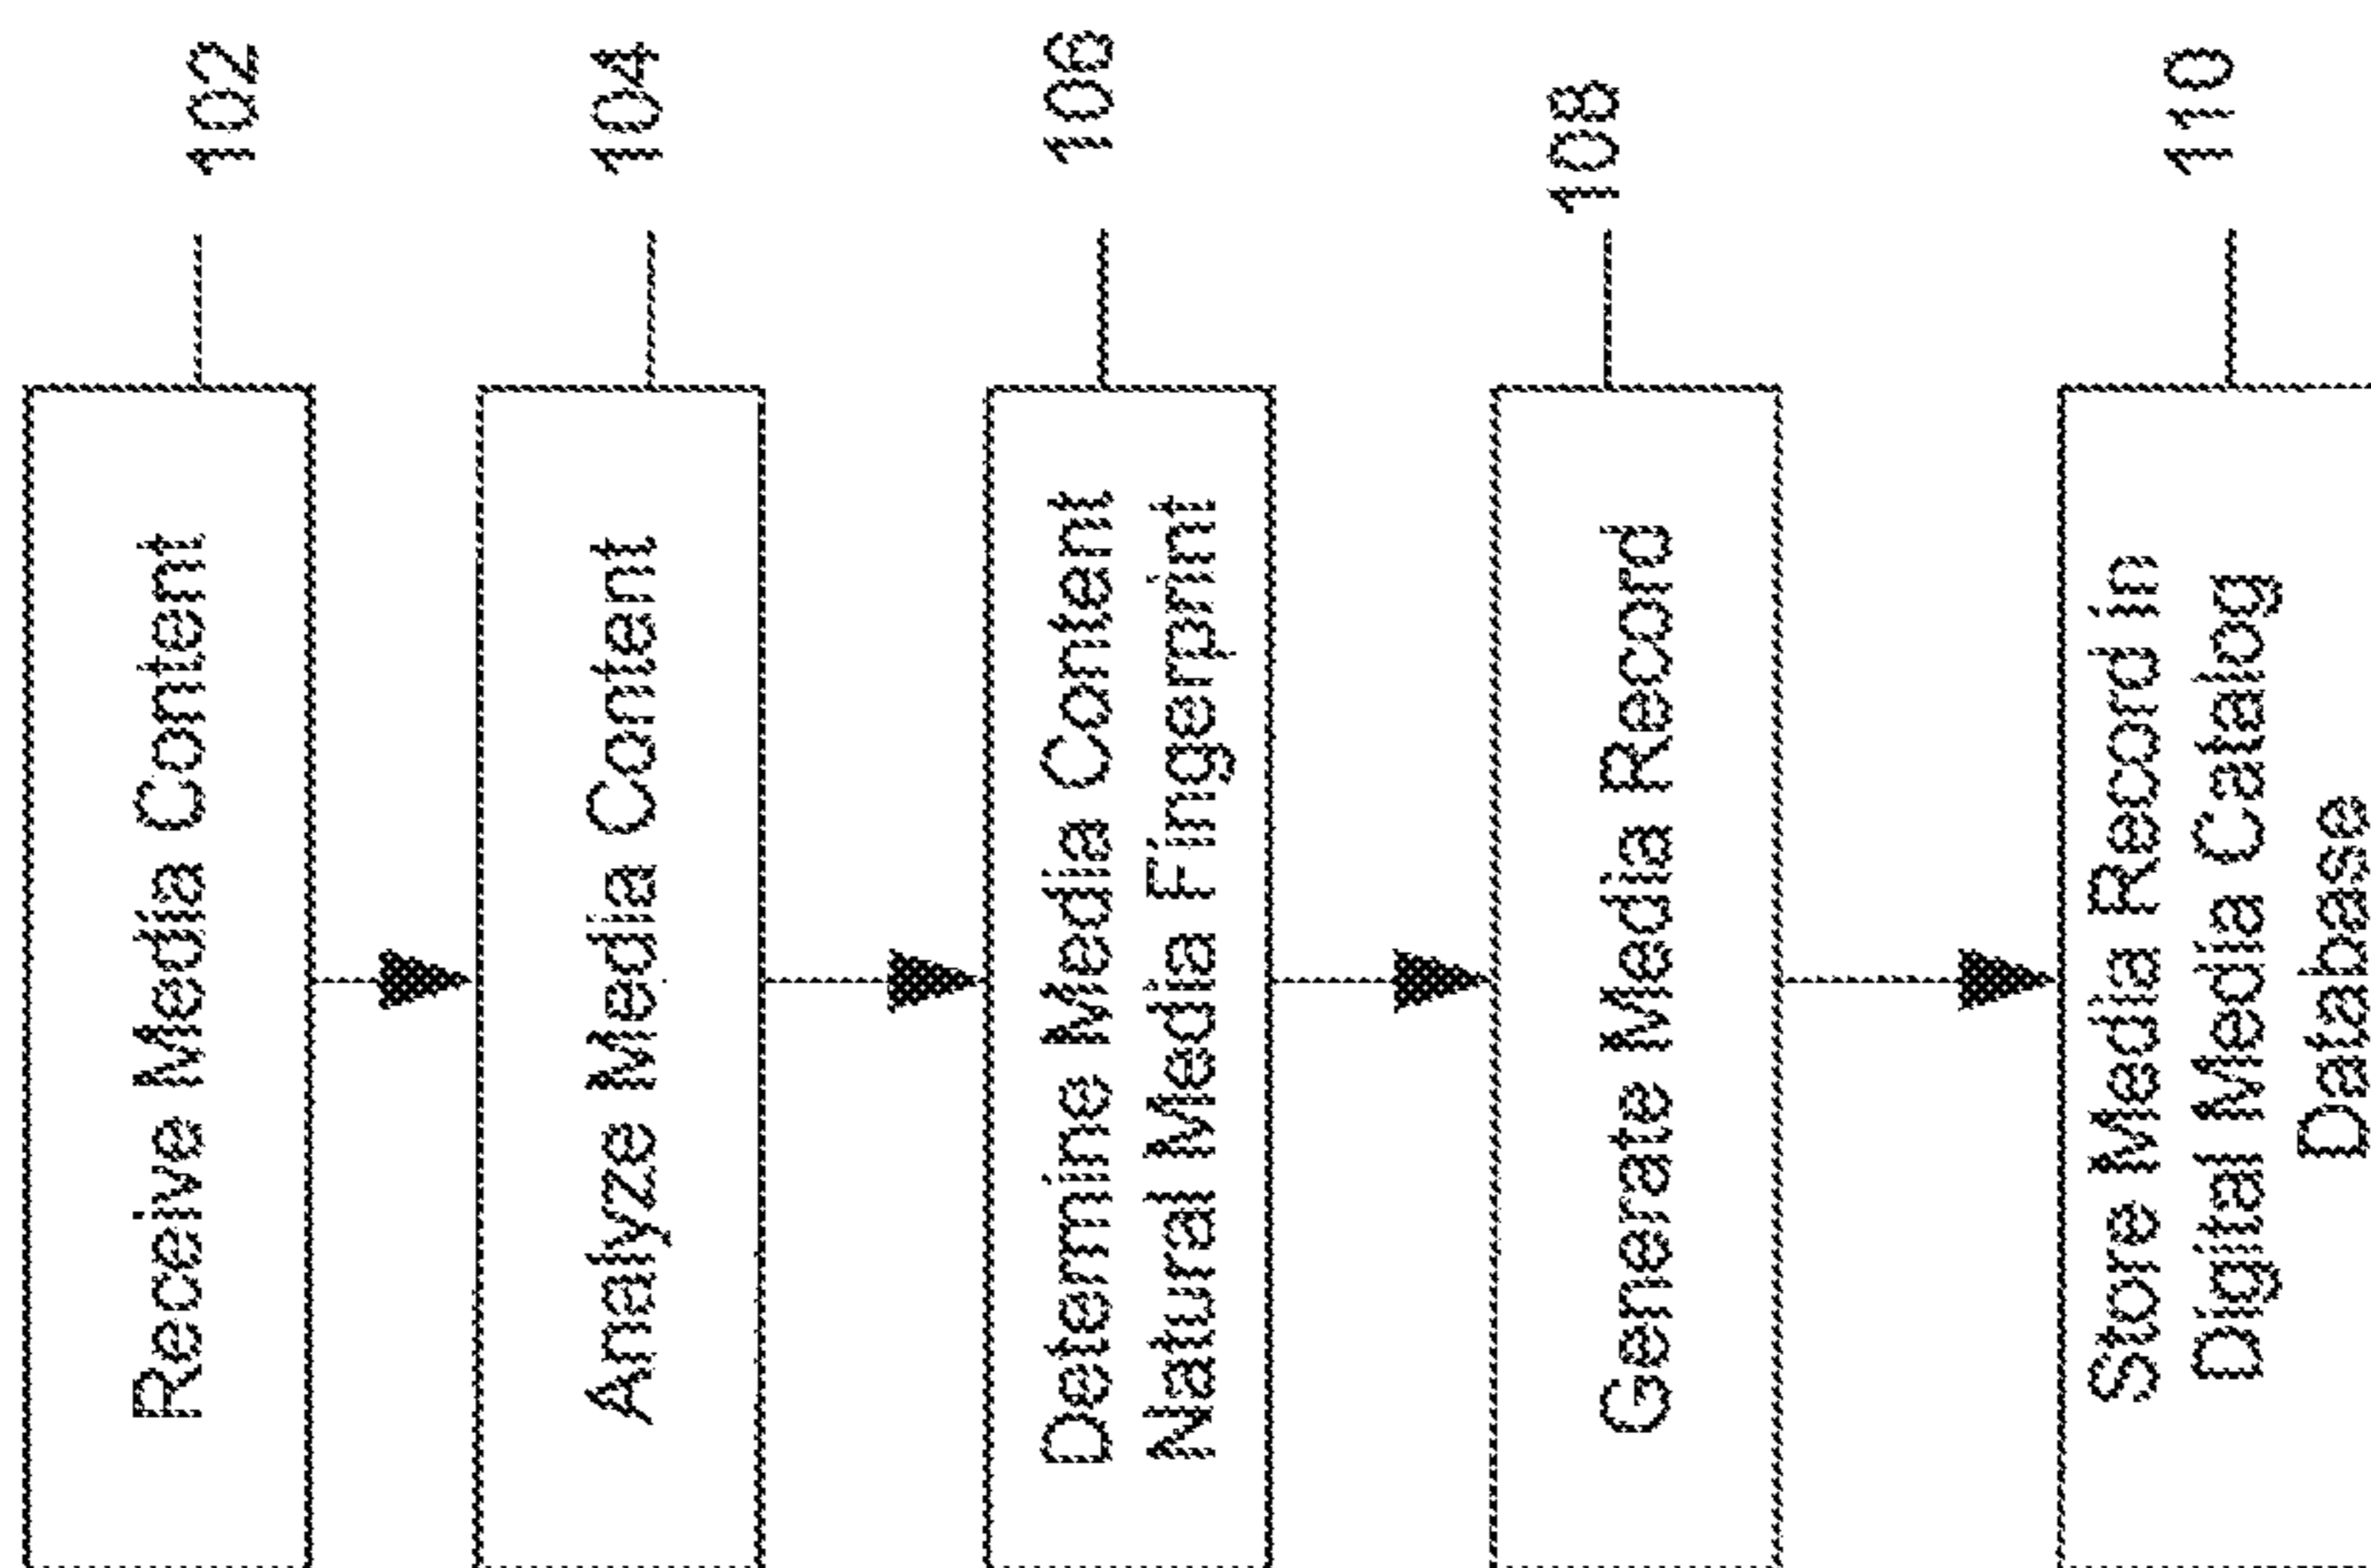 Receive Media Content
102
Analyze Media Content
104
Determine Media Content
Natural Media Fingerprint
106
Generate Media Record
108
Store Media Record in
Digital Media Catalog
Database
110